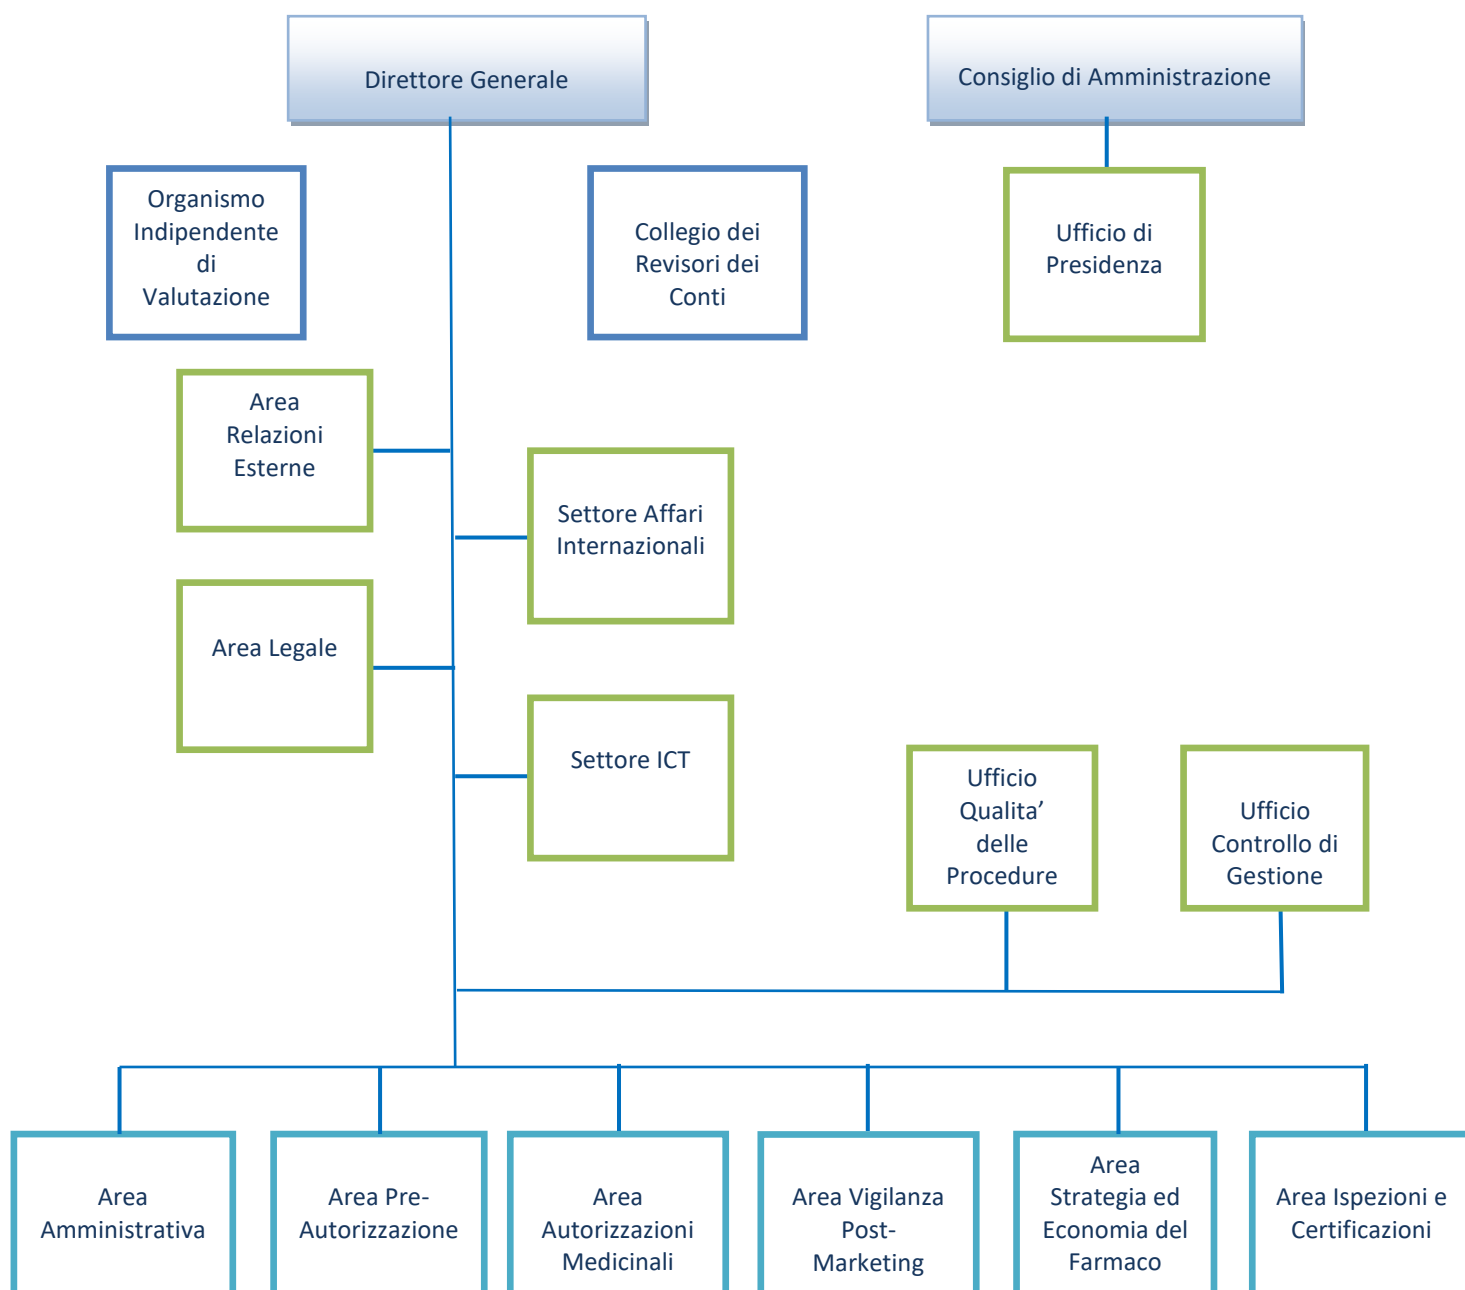 Direttore Generale
Consiglio di Amministrazione
Organismo
Indipendente
di
Valutazione
Collegio dei
Revisori dei
Conti
Ufficio di
Presidenza
Area
Relazioni
Esterne
Settore Affari
Internazionali
Area Legale
Settore ICT
Ufficio
Qualita’
delle
Procedure
Ufficio
Controllo di
Gestione
Area
Amministrativa
Area Pre-
Autorizzazione
Area
Autorizzazioni
Medicinali
Area Vigilanza
Post-
Marketing
Area
Strategia ed
Economia del
Farmaco
Area Ispezioni e
Certificazioni